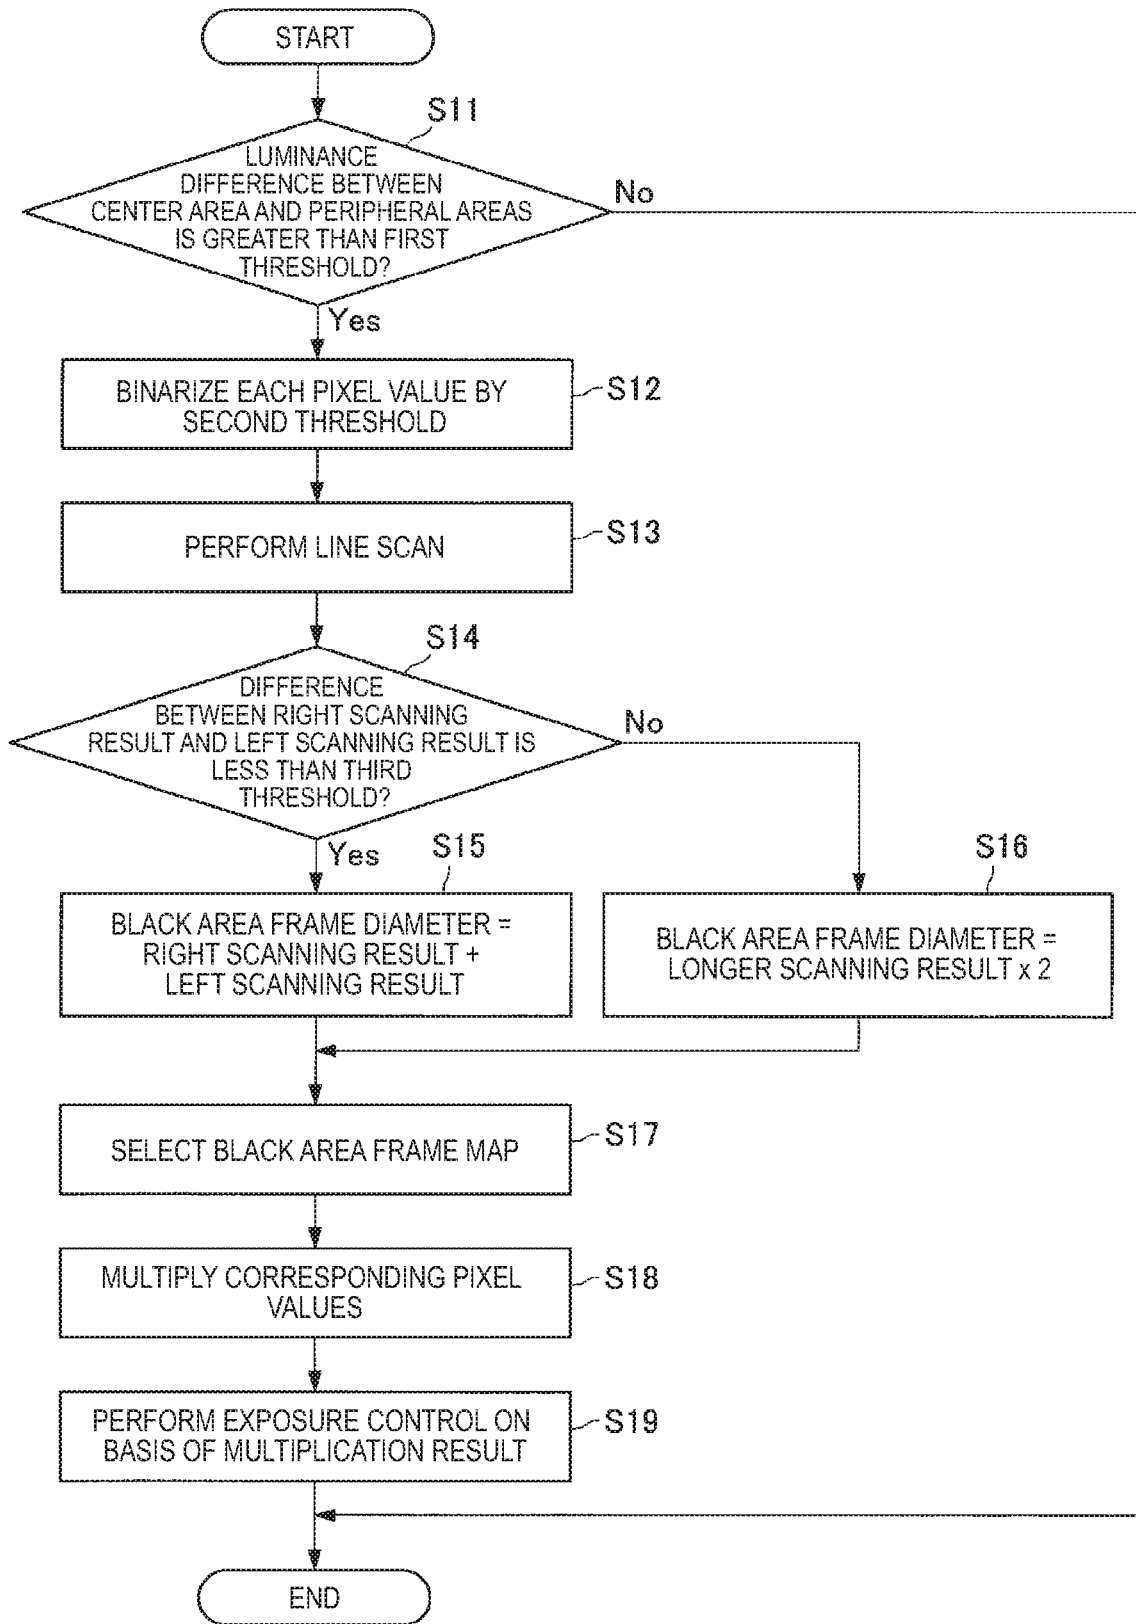 START
S11
LUMINANCE
DIFFERENCE BETWEEN
CENTER AREA AND PERIPHERAL AREAS
IS GREATER THAN FIRST
THRESHOLD?
No
Yes
BINARIZE EACH PIXEL VALUE BY
SECOND THRESHOLD
S12
PERFORM LINE SCAN
S13
S14
DIFFERENCE
BETWEEN RIGHT SCANNING
RESULT AND LEFT SCANNING RESULT IS
LESS THAN THIRD
THRESHOLD?
No
Yes
S15
BLACK AREA FRAME DIAMETER =
RIGHT SCANNING RESULT +
LEFT SCANNING RESULT
S16
BLACK AREA FRAME DIAMETER =
LONGER SCANNING RESULT x 2
SELECT BLACK AREA FRAME MAP
S17
MULTIPLY CORRESPONDING PIXEL
VALUES
S18
PERFORM EXPOSURE CONTROL ON
BASIS OF MULTIPLICATION RESULT
S19
END